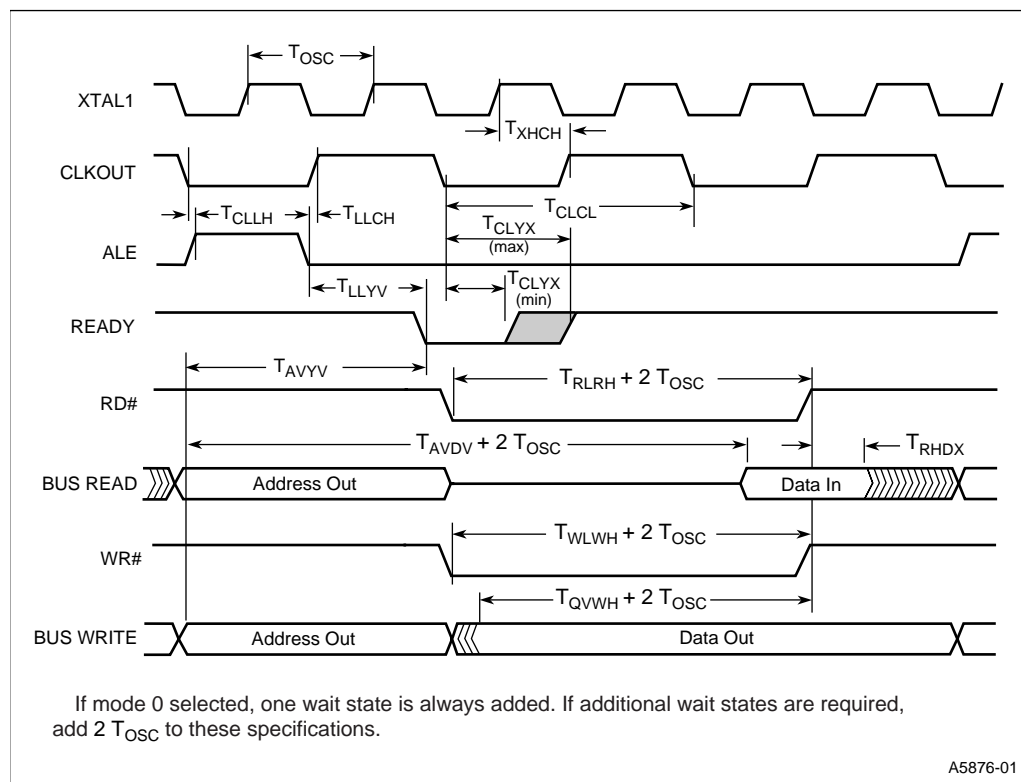 T_OSC
XTAL1
T_XHCH
CLKOUT
T_CLLH
T_LLCH
T_CLCL
T_CLYX
(max)
ALE
T_LLYV
T_CLYX
(min)
READY
T_AVYV
T_RLRH + 2 T_OSC
RD#
T_AVDV + 2 T_OSC
T_RHDX
BUS READ
Address Out
Data In
T_WLWH + 2 T_OSC
WR#
T_QVWH + 2 T_OSC
BUS WRITE
Address Out
Data Out
If mode 0 selected, one wait state is always added. If additional wait states are required,
add 2 T_OSC to these specifications.
A5876-01